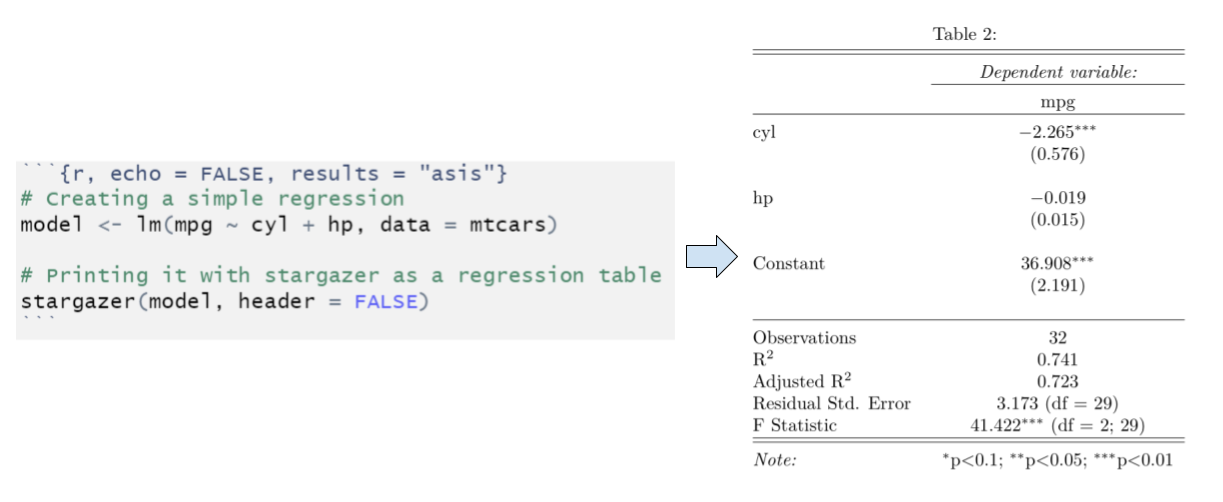 ```{r, echo = FALSE, results = "asis"}
# Creating a simple regression
model <- lm(mpg ~ cyl + hp, data = mtcars)
# Printing it with stargazer as a regression table
stargazer(model, header = FALSE)
```
Table 2:
Dependent variable:
mpg
cyl −2.265***
(0.576)
hp −0.019
(0.015)
Constant 36.908***
(2.191)
Observations 32
R² 0.741
Adjusted R² 0.723
Residual Std. Error 3.173 (df = 29)
F Statistic 41.422*** (df = 2; 29)
Note: *p<0.1; **p<0.05; ***p<0.01